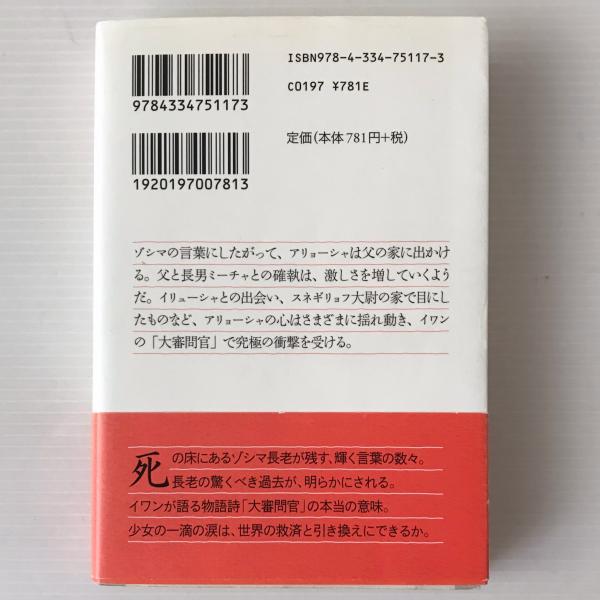 ISBN978-4-334-75117-3
9784334751173
C0197 ¥781E
定価(本体781円+税)
1920197007813
ゾシマの言葉にしたがって、アリョーシャは父の家に出かけ
る。父と長男ミーチャとの確執は、激しさを増していくよう
だ。イリューシャとの出会い、スネギリョフ大尉の家で目にし
たものなど、アリョーシャの心はさまざまに揺れ動き、イワン
の「大審問官」で究極の衝撃を受ける。
死の床にあるゾシマ長老が残す、輝く言葉の数々。
長老の驚くべき過去が、明らかにされる。
イワンが語る物語詩「大審問官」の本当の意味。
少女の一滴の涙は、世界の救済と引き換えにできるか。